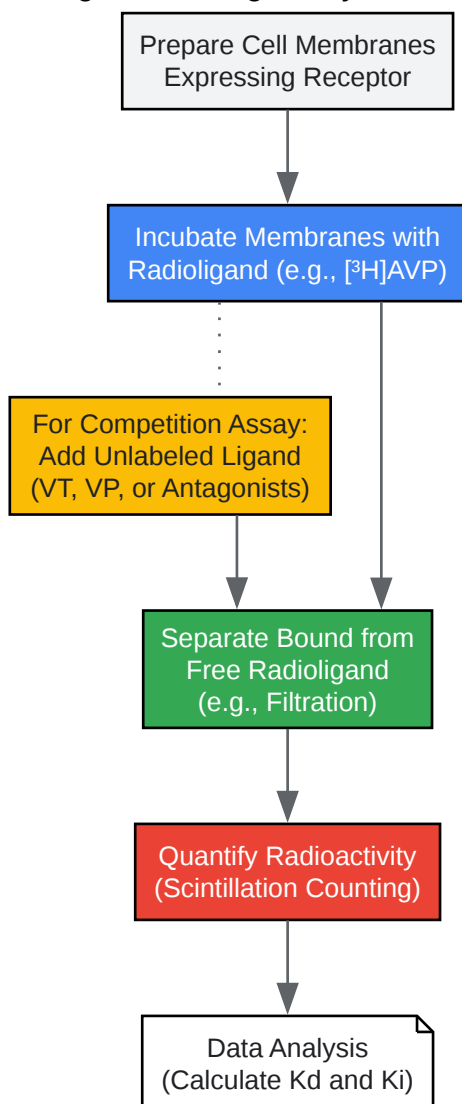 Prepare Cell Membranes
Expressing Receptor
Incubate Membranes with
Radioligand (e.g., [³H]AVP)
For Competition Assay:
Add Unlabeled Ligand
(VT, VP, or Antagonists)
Separate Bound from
Free Radioligand
(e.g., Filtration)
Quantify Radioactivity
(Scintillation Counting)
Data Analysis
(Calculate Kd and Ki)